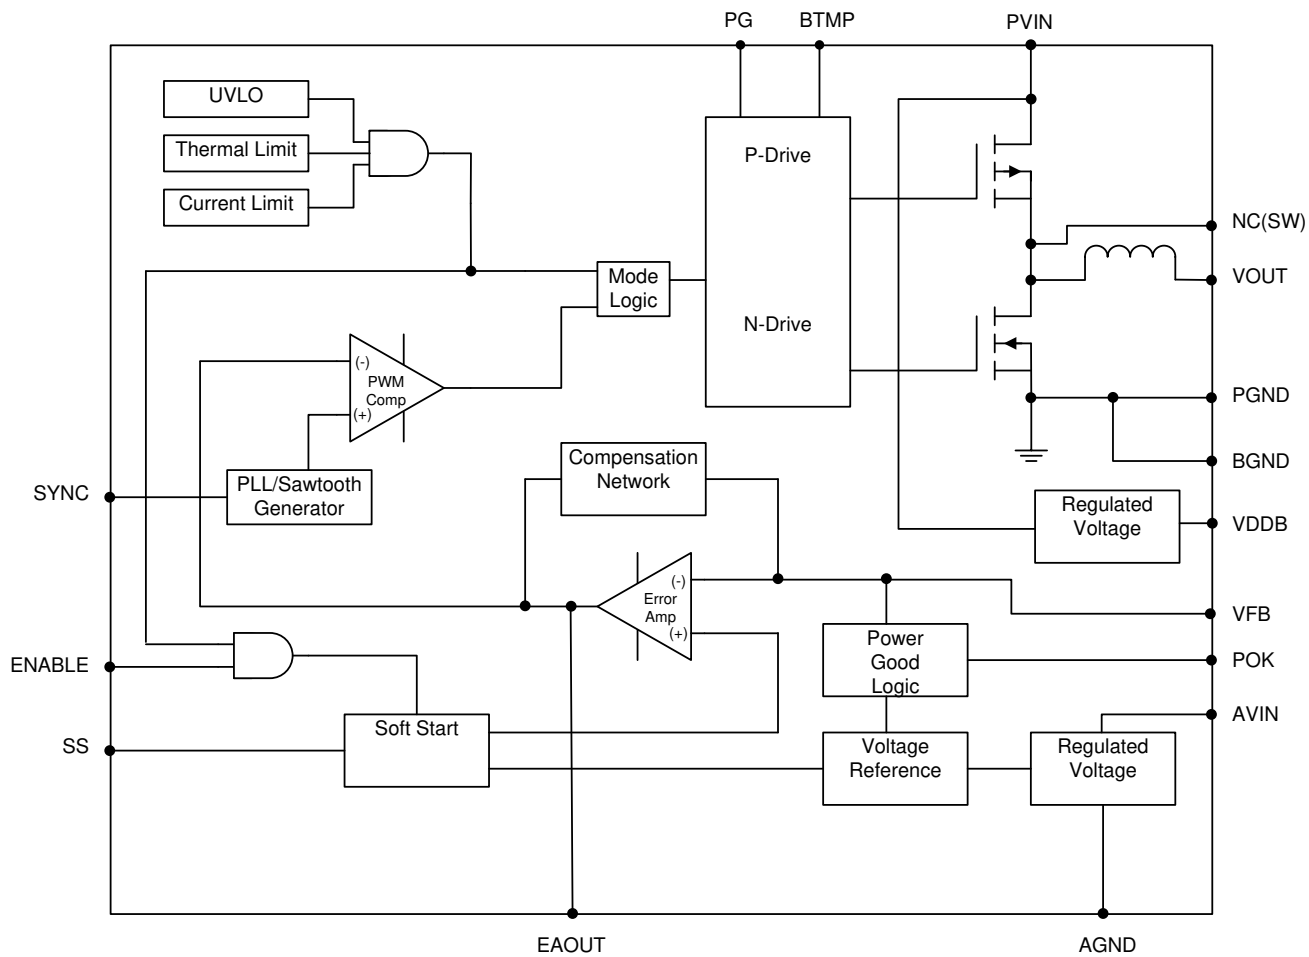 PG
BTMP
PVIN
UVLO
Thermal Limit
Current Limit
P-Drive
N-Drive
NC(SW)
VOUT
Mode
Logic
(-)
PWM
Comp
(+)
PGND
BGND
Compensation
Network
SYNC
PLL/Sawtooth
Generator
Regulated
Voltage
VDDB
(-)
Error
Amp
(+)
VFB
Power
Good
Logic
POK
ENABLE
AVIN
SS
Soft Start
Voltage
Reference
Regulated
Voltage
EAOUT
AGND